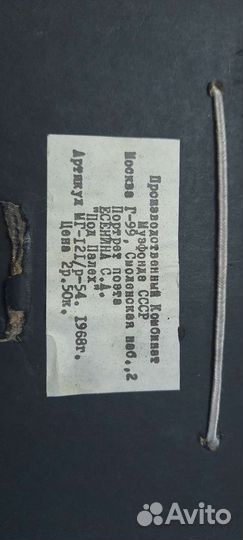 Производственный Комбинат
Музфонда СССР
Москва Г-99, Смоленская наб.,2
Портрет поэта
ЕСЕНИНА С.А.
"Под Палех"
Артикул МГ-121/р-54. 1968г.
Цена 2р.50к.
Avito